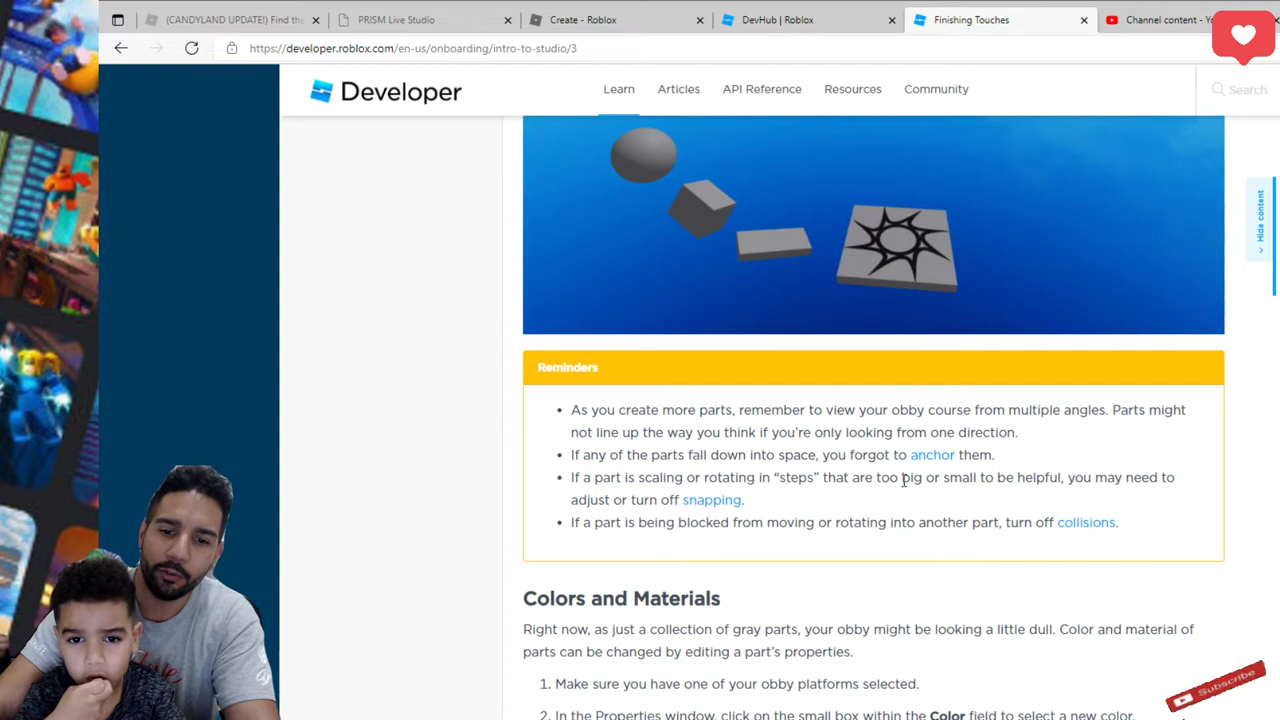 (CANDYLAND UPDATE!) Find the
PRISM Live Studio
Create - Roblox
DevHub | Roblox
Finishing Touches
Channel content - Y
https://developer.roblox.com/en-us/onboarding/intro-to-studio/3
Developer
Learn
Articles
API Reference
Resources
Community
Search
Hide content
Reminders
• As you create more parts, remember to view your obby course from multiple angles. Parts might
not line up the way you think if you're only looking from one direction.
• If any of the parts fall down into space, you forgot to anchor them.
• If a part is scaling or rotating in “steps” that are too big or small to be helpful, you may need to
adjust or turn off snapping.
• If a part is being blocked from moving or rotating into another part, turn off collisions.
Colors and Materials
Right now, as just a collection of gray parts, your obby might be looking a little dull. Color and material of
parts can be changed by editing a part's properties.
1. Make sure you have one of your obby platforms selected.
2. In the Properties window, click on the small box within the Color field to select a new color.
Subscribe